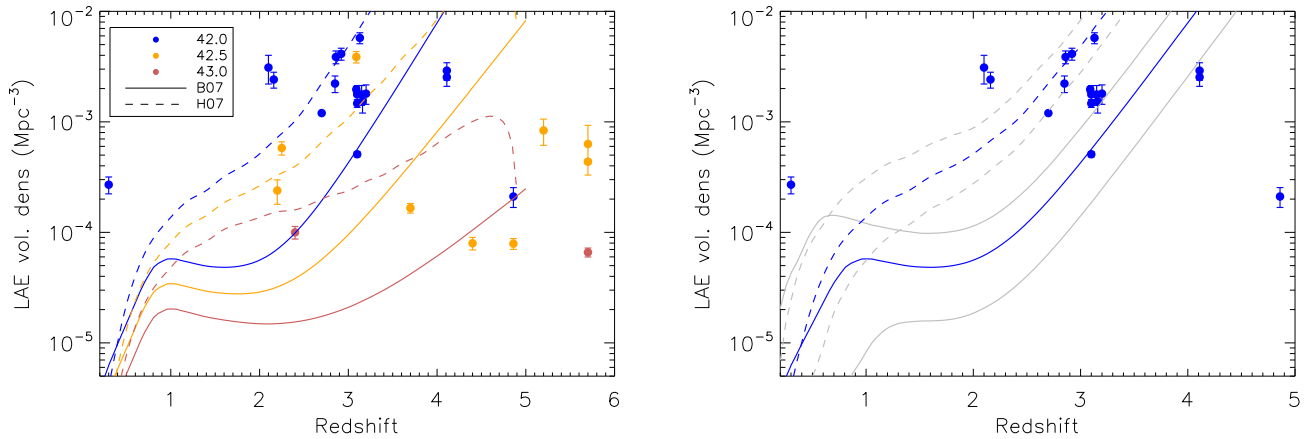 LAE vol. dens (Mpc⁻³)
10⁻²
10⁻³
10⁻⁴
10⁻⁵
42.0
42.5
43.0
B07
H07
1 2 3 4 5 6
Redshift
LAE vol. dens (Mpc⁻³)
10⁻²
10⁻³
10⁻⁴
10⁻⁵
1 2 3 4 5
Redshift